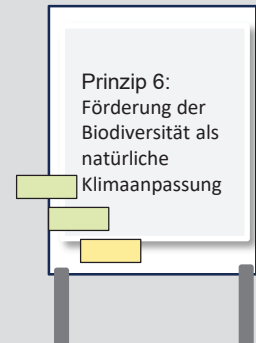 Prinzip 6:
Förderung der
Biodiversität als
natürliche
Klimaanpassung